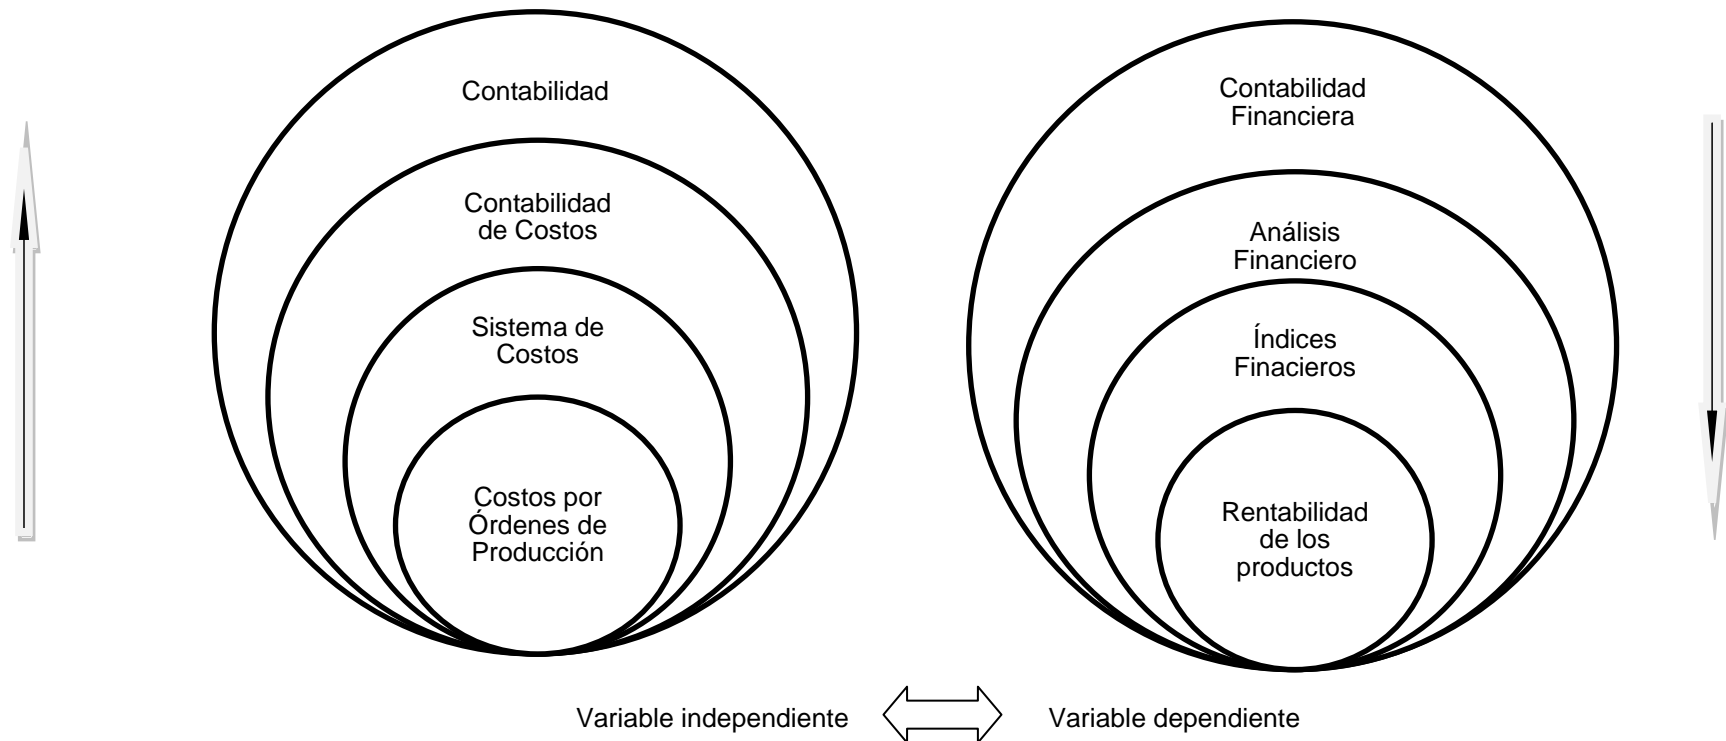 Contabilidad
Contabilidad
de Costos
Sistema de
Costos
Costos por
Órdenes de
Producción
Contabilidad
Financiera
Análisis
Financiero
Índices
Finacieros
Rentabilidad
de los
productos
Variable independiente
Variable dependiente